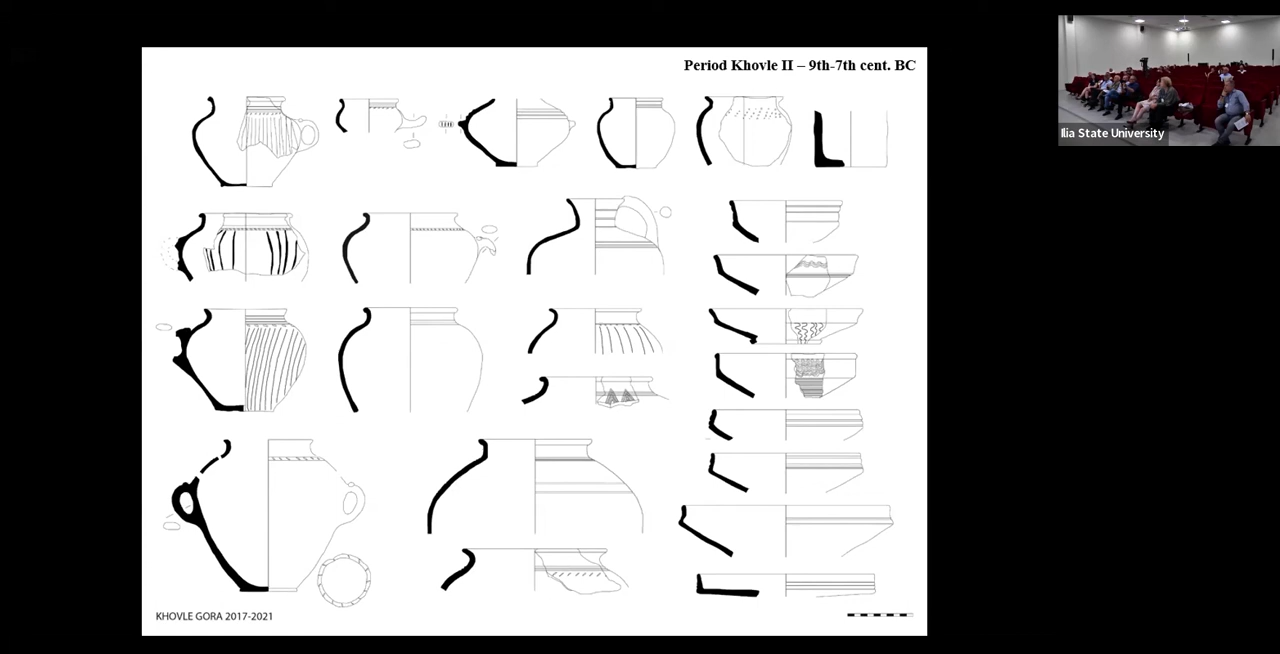 Period Khovle II – 9th-7th cent. BC
Ilia State University
KHOVLE GORA 2017-2021